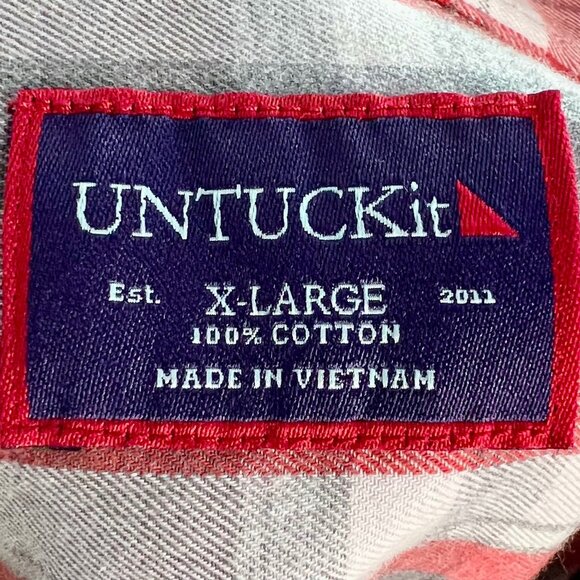 UNTUCKit
Est. X-LARGE 2011
100% COTTON
MADE IN VIETNAM